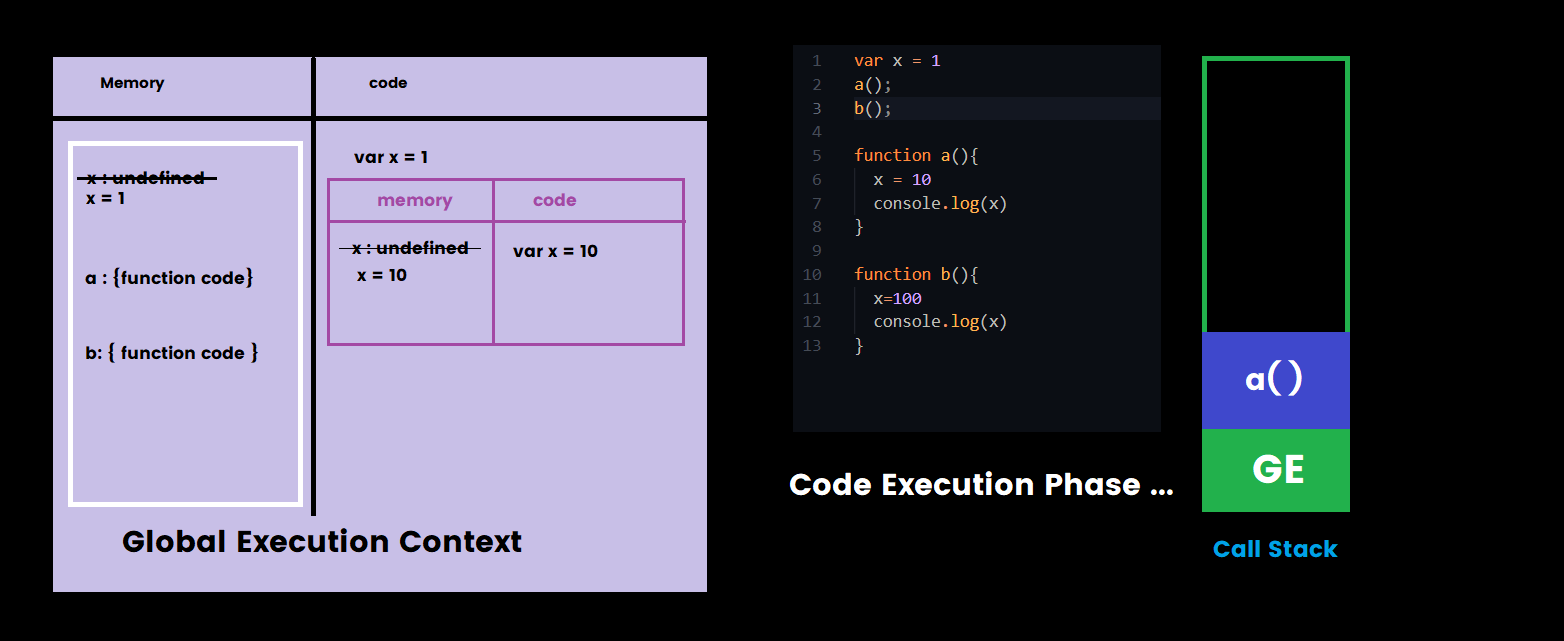 Memory
code
x : undefined
x = 1
a : {function code}
b: { function code }
var x = 1
memory
code
x : undefined
x = 10
var x = 10
Global Execution Context
1 var x = 1
2 a();
3 b();
4
5 function a(){
6 x = 10
7 console.log(x)
8 }
9
10 function b(){
11 x=100
12 console.log(x)
13 }
Code Execution Phase ...
a()
GE
Call Stack